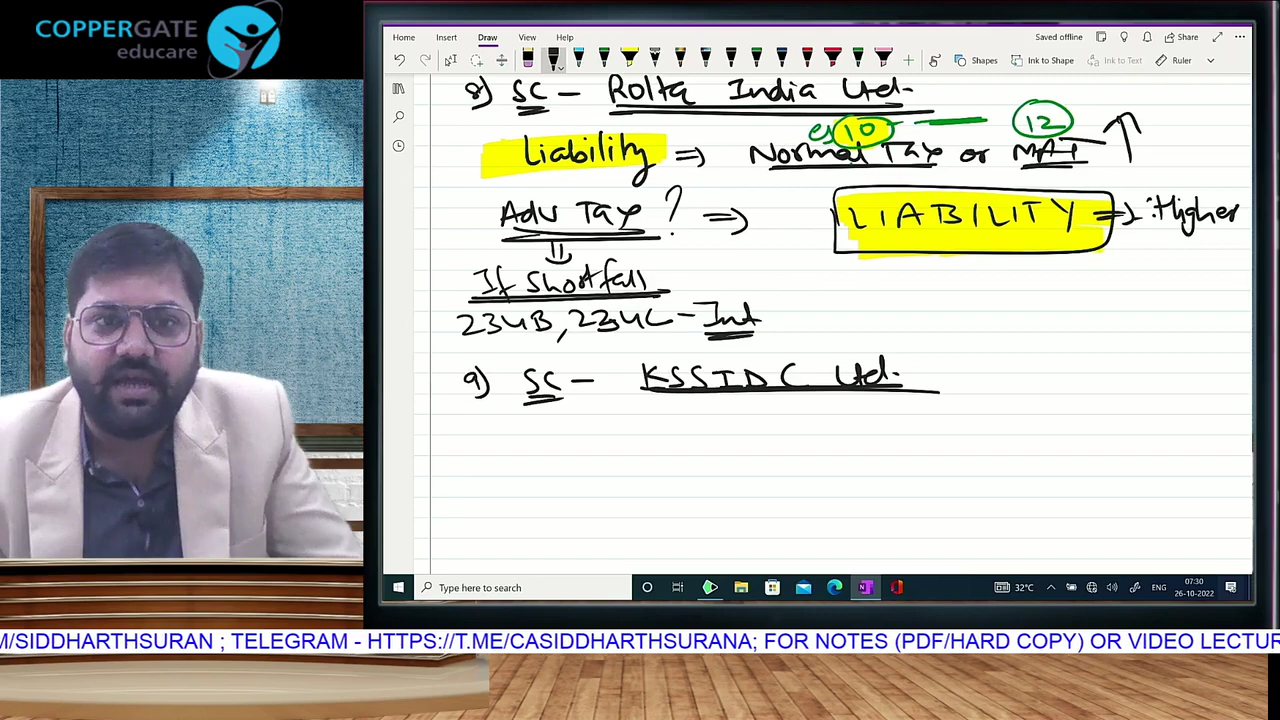 COPPERGATE
educare
Home Insert Draw View Help
Saved offline
Share
Shapes
Ink to Shape
Ink to Text
Ruler
8) SC - Rolta India Ltd.
eg 10 12
Liability ⇒ Normal Tax or MAT ↑
Adv Tax ? ⇒ LIABILITY ⇒ Higher
If Shortfall
234B, 234C - Int
9) SC - KSSIDC Ltd.
Type here to search
32°C
ENG
07:30
26-10-2022
M/SIDDHARTHSURAN ; TELEGRAM - HTTPS://T.ME/CASIDDHARTHSURANA; FOR NOTES (PDF/HARD COPY) OR VIDEO LECTUR